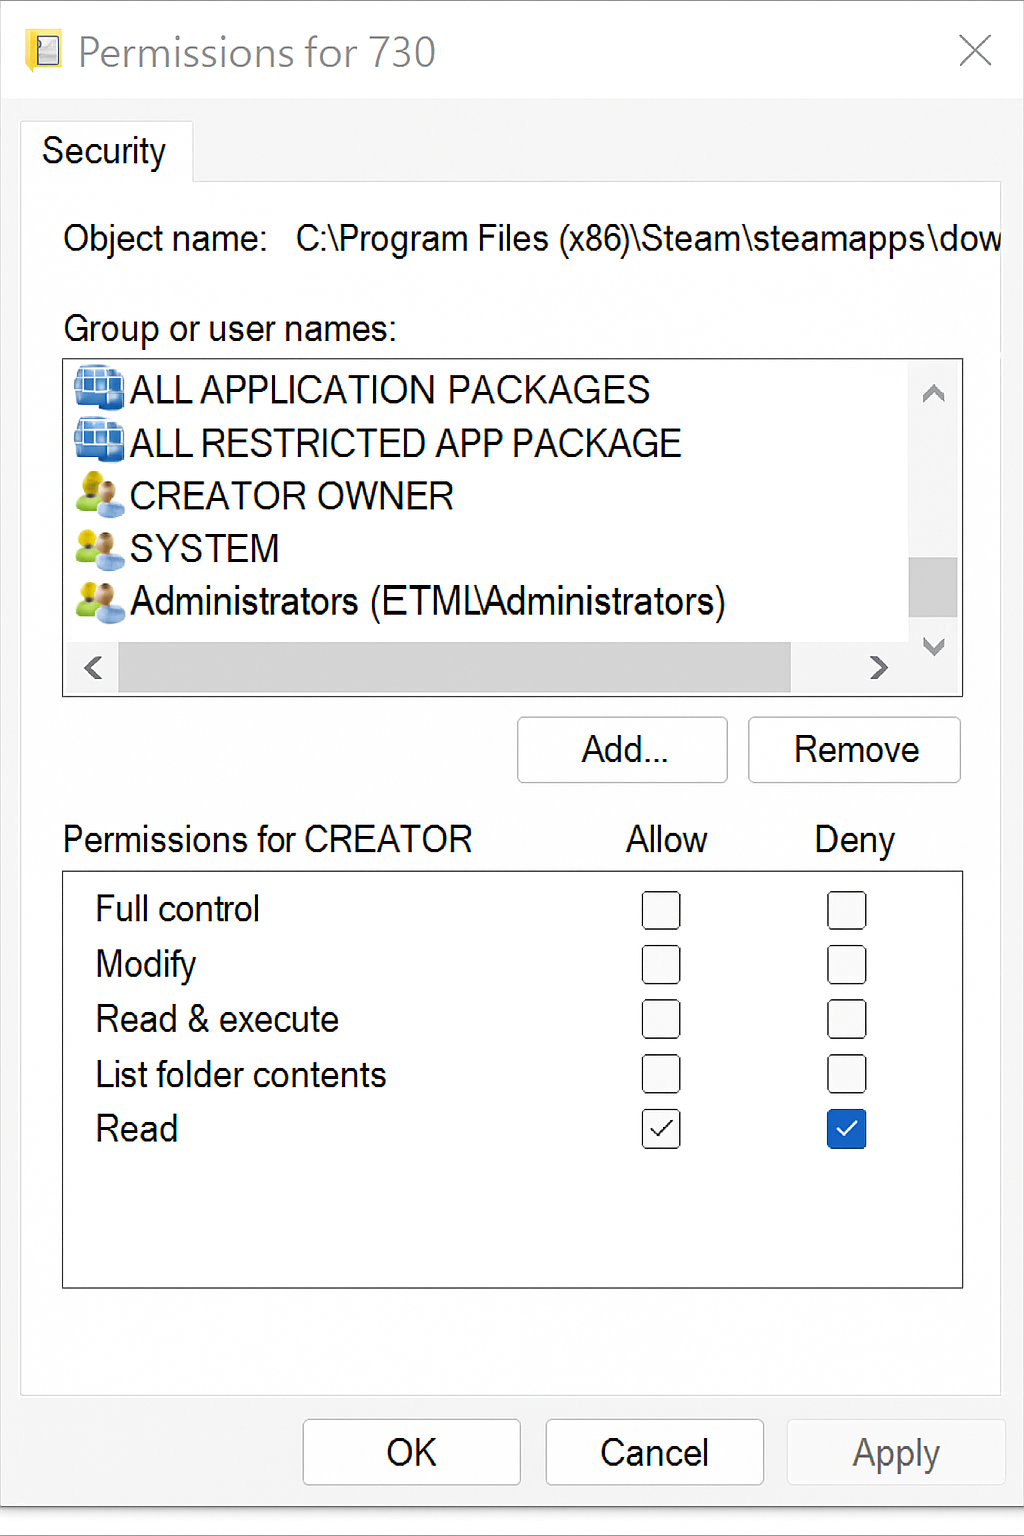 Permissions for 730
Security
Object name: C:\Program Files (x86)\Steam\steamapps\dow
Group or user names:
ALL APPLICATION PACKAGES
ALL RESTRICTED APP PACKAGE
CREATOR OWNER
SYSTEM
Administrators (ETML\Administrators)
Add... Remove
Permissions for CREATOR Allow Deny
Full control
Modify
Read & execute
List folder contents
Read
OK Cancel Apply